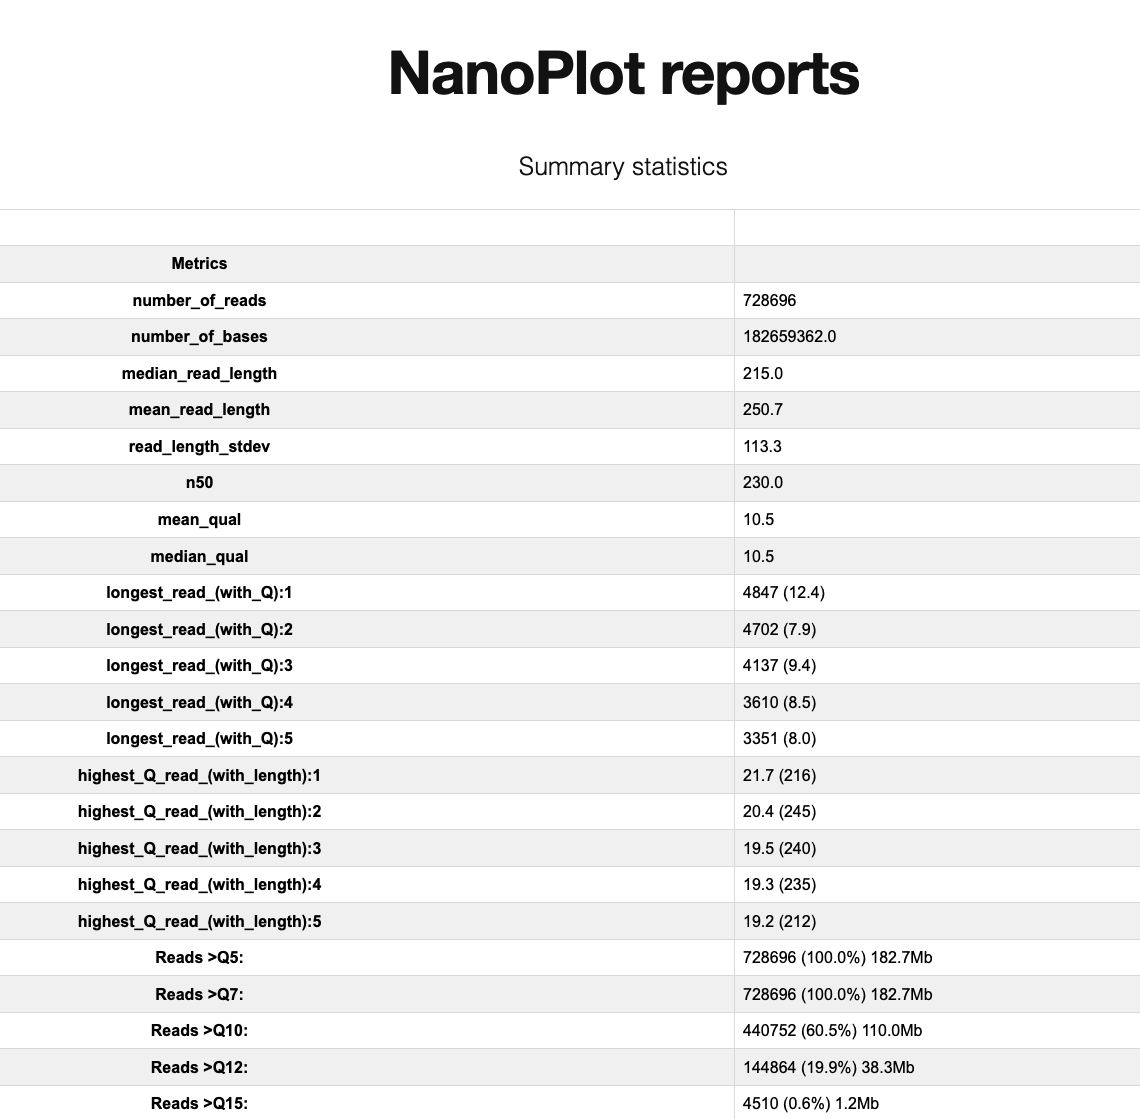 NanoPlot reports
Summary statistics
Metrics
number_of_reads 728696
number_of_bases 182659362.0
median_read_length 215.0
mean_read_length 250.7
read_length_stdev 113.3
n50 230.0
mean_qual 10.5
median_qual 10.5
longest_read_(with_Q):1 4847 (12.4)
longest_read_(with_Q):2 4702 (7.9)
longest_read_(with_Q):3 4137 (9.4)
longest_read_(with_Q):4 3610 (8.5)
longest_read_(with_Q):5 3351 (8.0)
highest_Q_read_(with_length):1 21.7 (216)
highest_Q_read_(with_length):2 20.4 (245)
highest_Q_read_(with_length):3 19.5 (240)
highest_Q_read_(with_length):4 19.3 (235)
highest_Q_read_(with_length):5 19.2 (212)
Reads >Q5: 728696 (100.0%) 182.7Mb
Reads >Q7: 728696 (100.0%) 182.7Mb
Reads >Q10: 440752 (60.5%) 110.0Mb
Reads >Q12: 144864 (19.9%) 38.3Mb
Reads >Q15: 4510 (0.6%) 1.2Mb